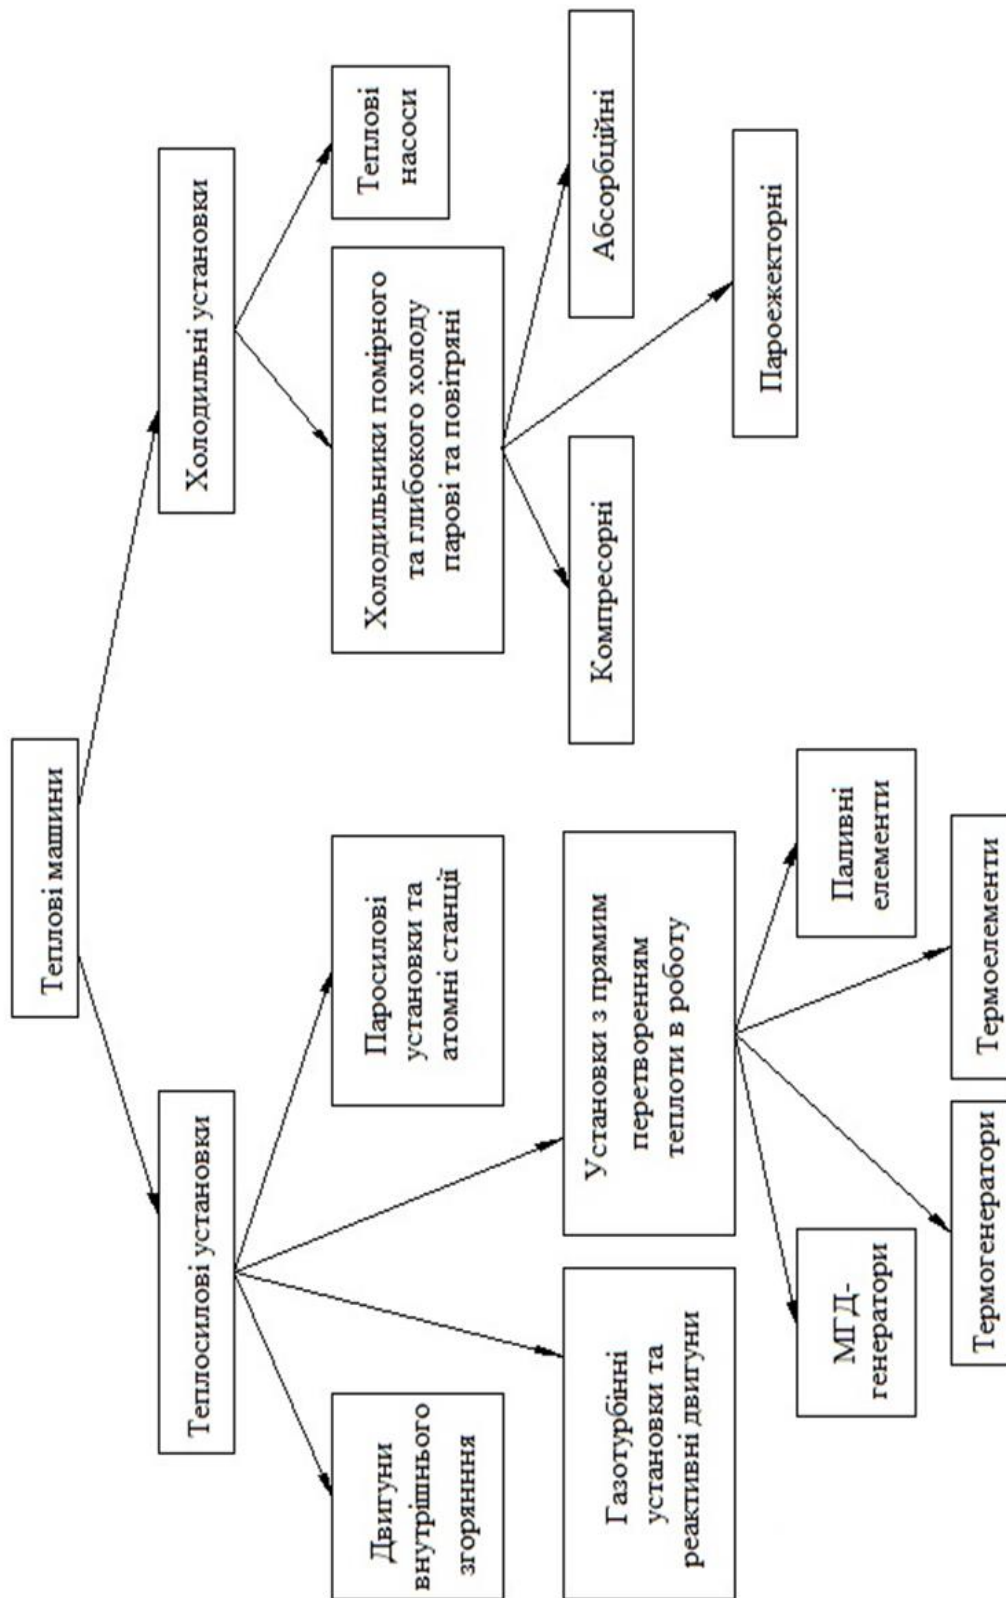 Теплові машини
Теплосилові установки
Холодильні установки
Двигуни
внутрішнього
згорянння
Паросилові
установки та
атомні станції
Холодильники помірного
та глибокого холоду
парові та повітряні
Теплові
насоси
Газотурбінні
установки та
реактивні двигуни
Установки з прямим
перетворенням
теплоти в роботу
Компресорні
Абсорбційні
Пароежекторні
МГД-
генератори
Паливні
елементи
Термогенератори
Термоелементи